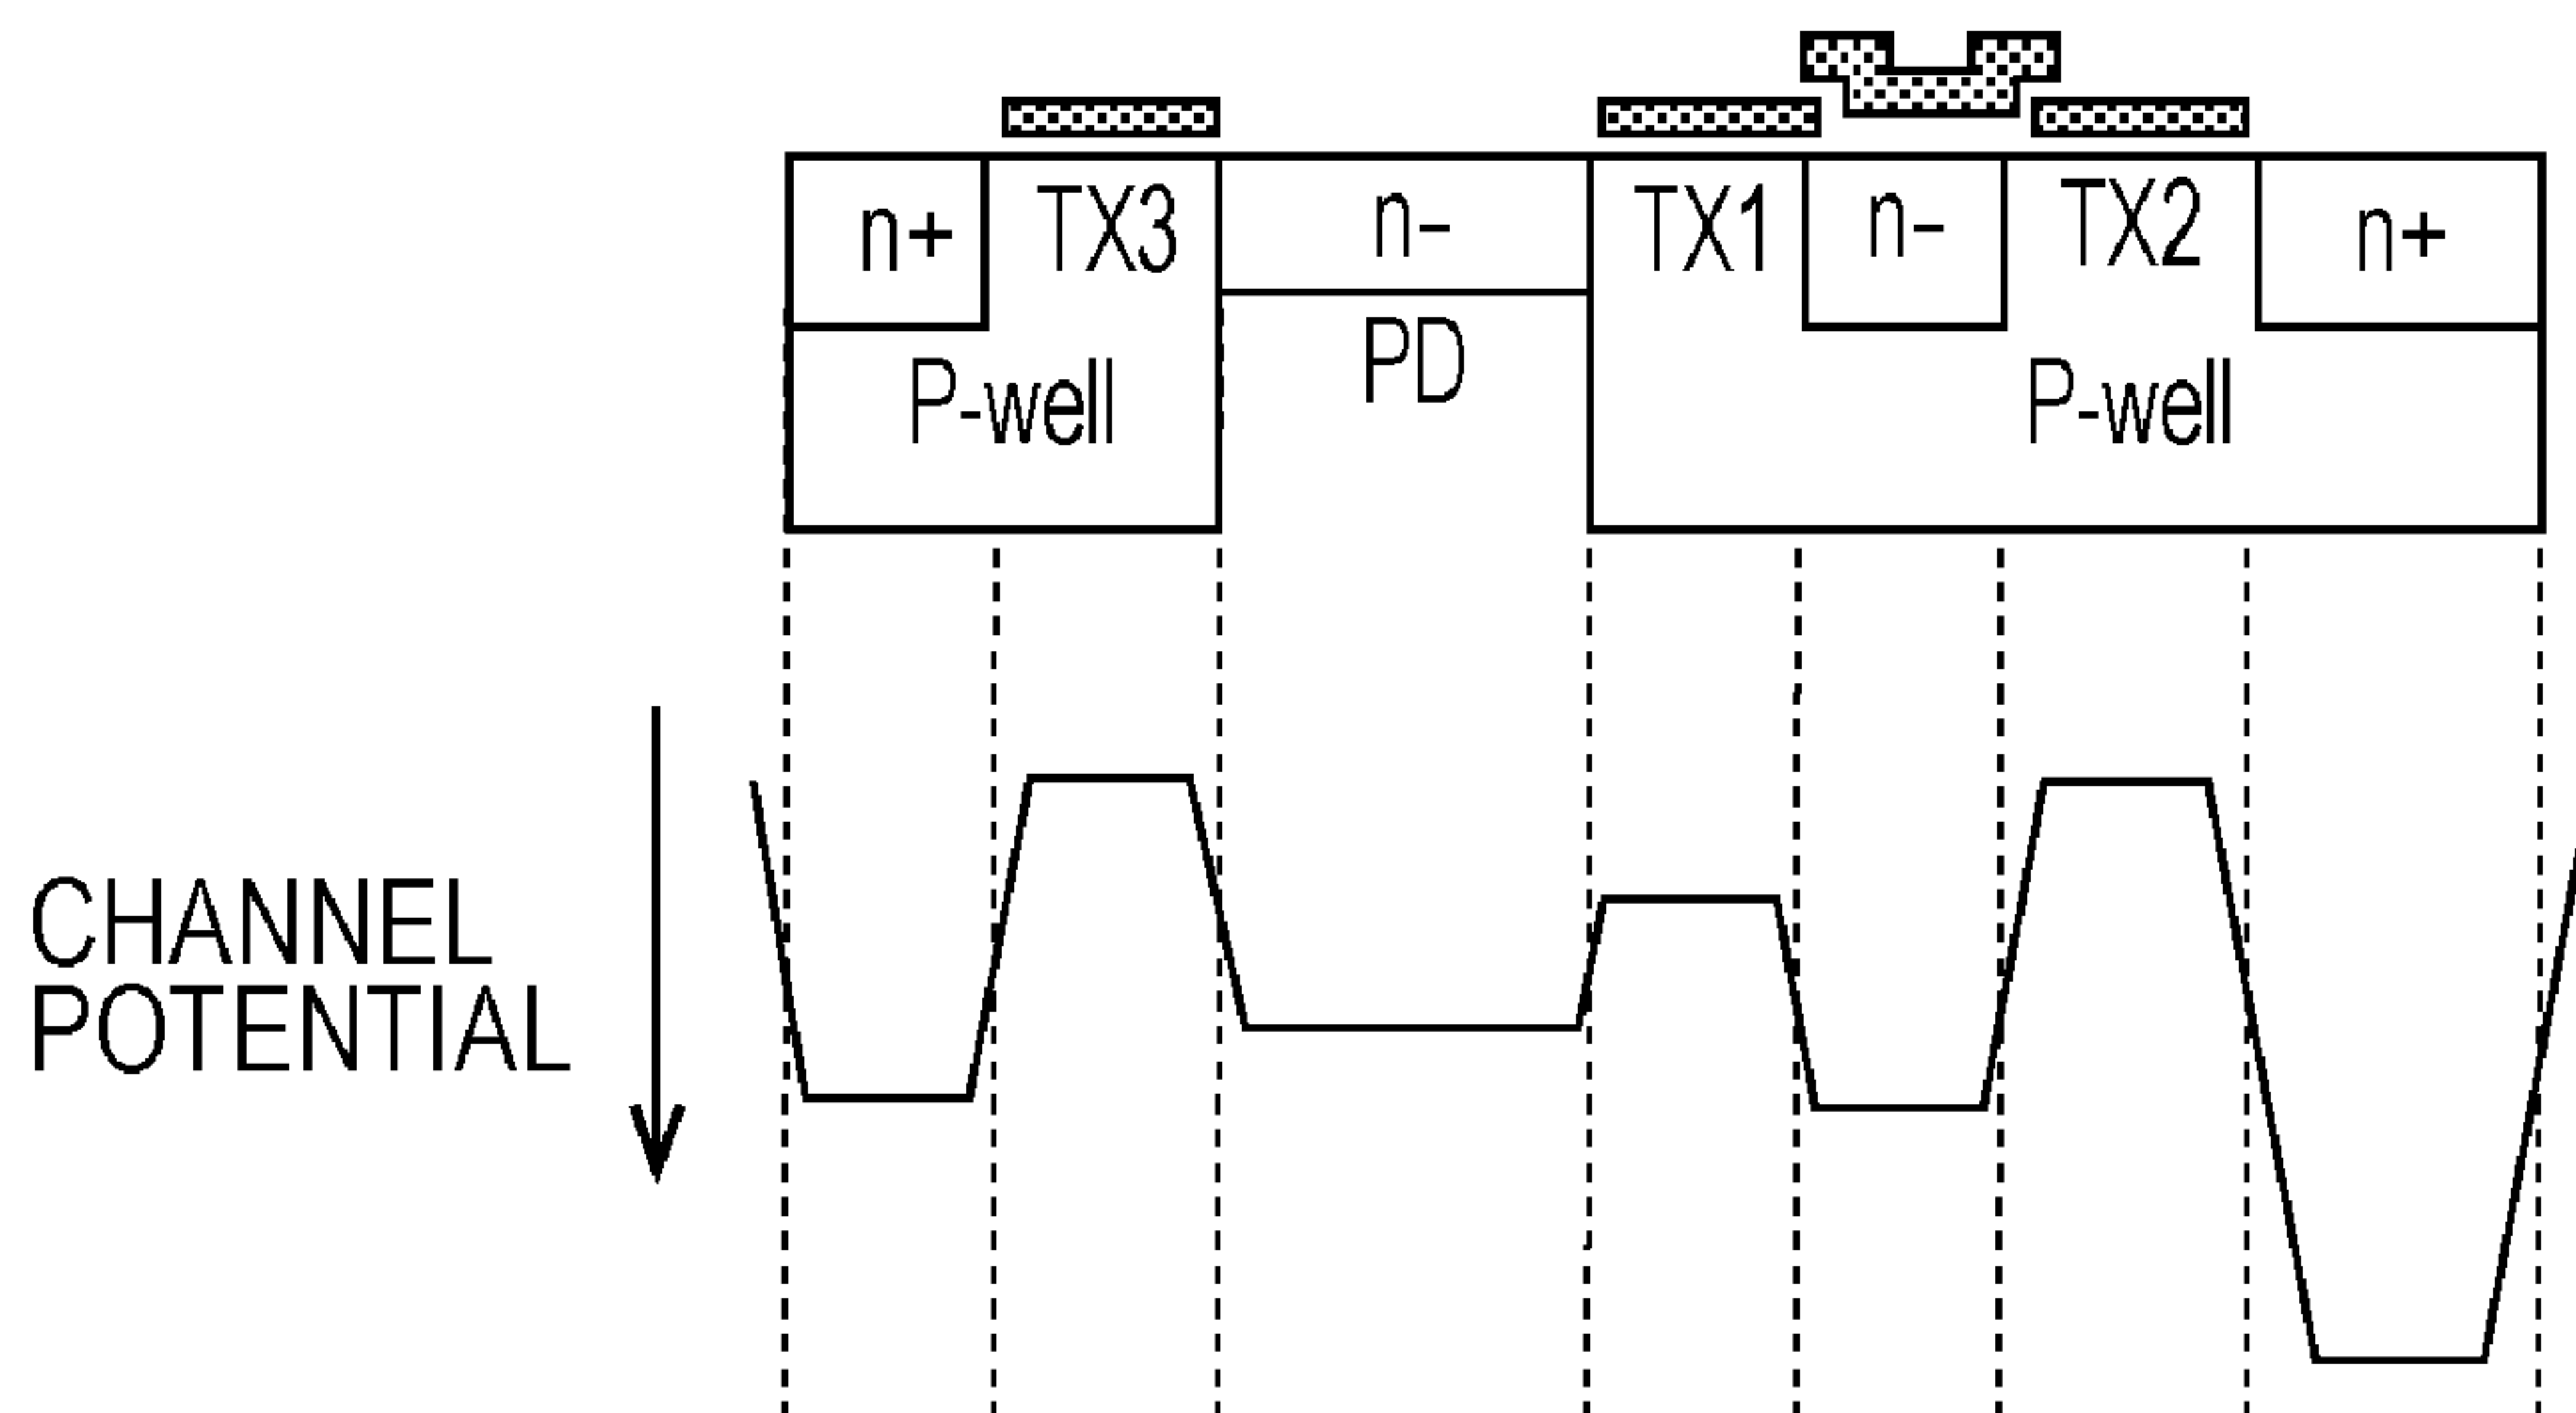 n+ TX3 n- TX1 n- TX2 n+
P-well PD P-well
CHANNEL
POTENTIAL